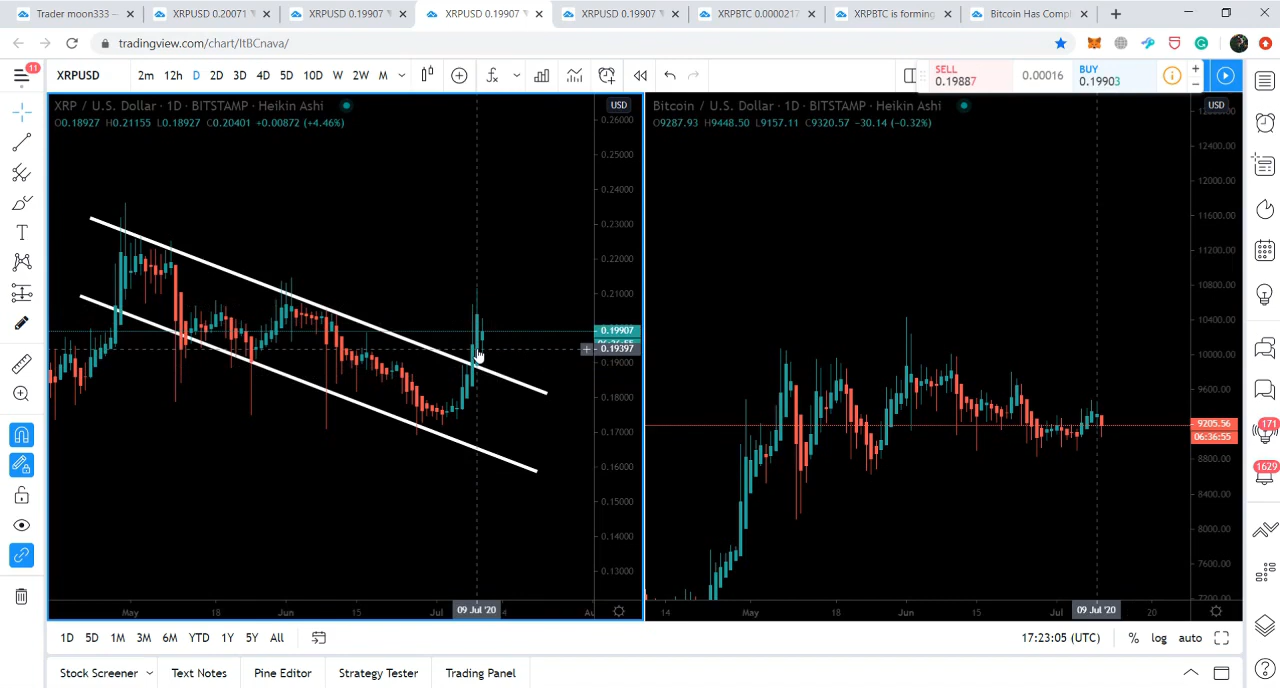 Trader moon333 —
XRPUSD 0.20071
XRPUSD 0.19907
XRPUSD 0.19907
XRPUSD 0.19907
XRPBTC 0.0000217
XRPBTC is forming
Bitcoin Has Compl
tradingview.com/chart/ItBCnava/
11
XRPUSD
2m 12h D 2D 3D 4D 5D 10D W 2W M
SELL
0.19887
0.00016
BUY
0.19903
XRP / U.S. Dollar · 1D · BITSTAMP · Heikin Ashi
O0.18927 H0.21155 L0.18927 C0.20401 +0.00872 (+4.46%)
USD
0.26000
0.25000
0.24000
0.23000
0.22000
0.21000
0.19907
0.19397
0.19000
0.18000
0.17000
0.16000
0.15000
0.14000
0.13000
May 18 Jun 15 Jul 09 Jul '20
Bitcoin / U.S. Dollar · 1D · BITSTAMP · Heikin Ashi
O9287.93 H9448.50 L9157.11 C9320.57 −30.14 (−0.32%)
USD
12400.00
12000.00
11600.00
11200.00
10800.00
10400.00
10000.00
9600.00
9205.56
06:36:55
8800.00
8400.00
8000.00
7600.00
7200.00
14 May 18 Jun 15 Jul 09 Jul '20 20
171
1629
1D 5D 1M 3M 6M YTD 1Y 5Y All
17:23:05 (UTC) % log auto
Stock Screener Text Notes Pine Editor Strategy Tester Trading Panel